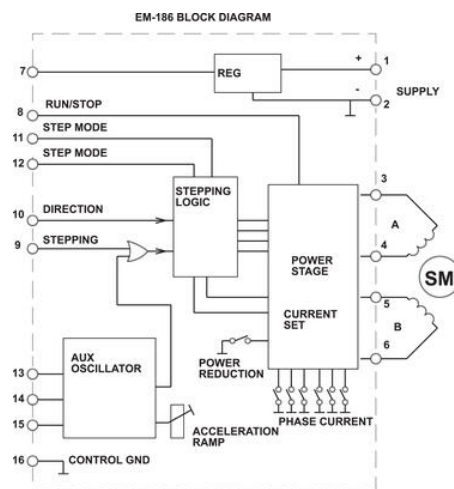 EM-186 BLOCK DIAGRAM
7
REG
+
1
-
2
SUPPLY
8
RUN/STOP
11
STEP MODE
12
STEP MODE
STEPPING
LOGIC
10
DIRECTION
9
STEPPING
3
A
4
POWER
STAGE
SM
5
B
6
CURRENT
SET
POWER
REDUCTION
AUX
OSCILLATOR
13
14
15
PHASE CURRENT
ACCELERATION
RAMP
16
CONTROL GND